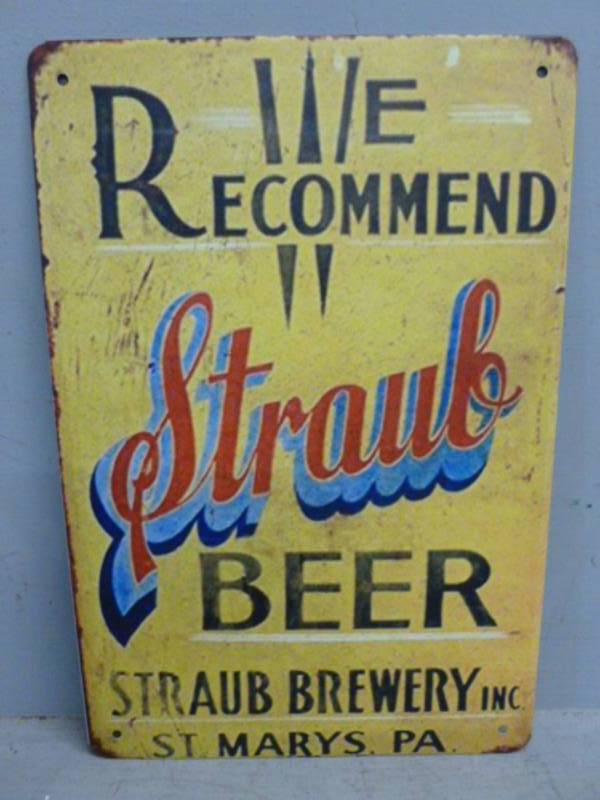 WE
RECOMMEND
Straub
BEER
STRAUB BREWERY INC.
ST. MARYS. PA.